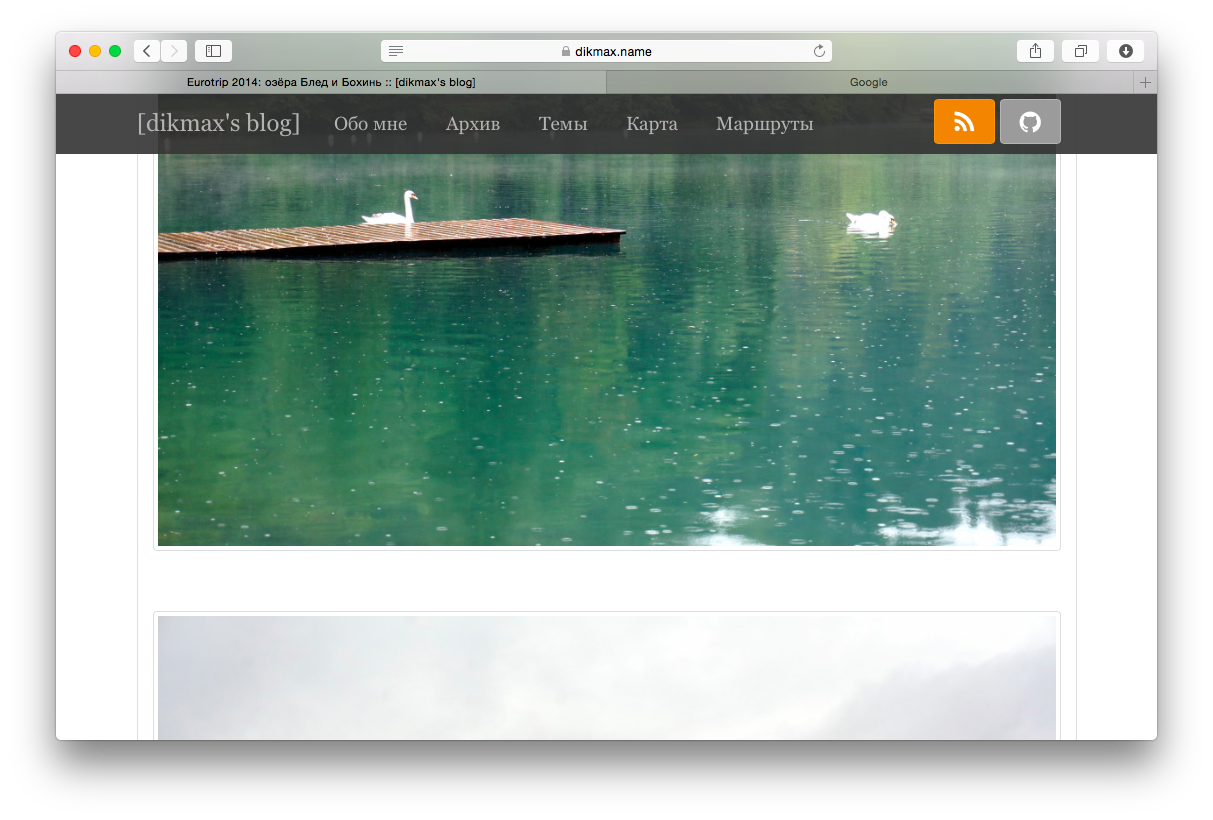 dikmax.name
Eurotrip 2014: озёра Блед и Бохинь :: [dikmax's blog]
Google
[dikmax's blog]
Обо мне
Архив
Темы
Карта
Маршруты